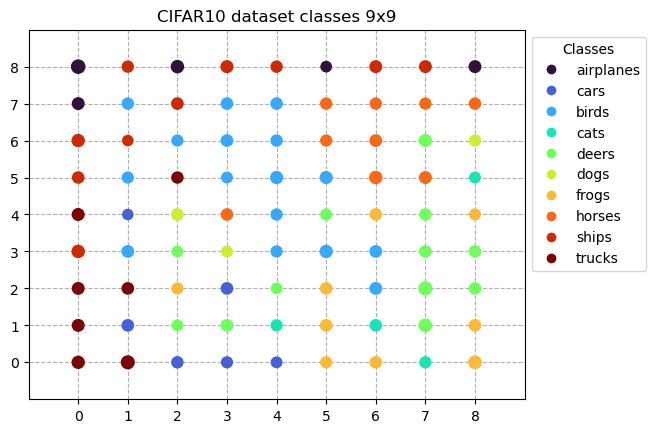 CIFAR10 dataset classes 9x9
8
7
6
5
4
3
2
1
0
0 1 2 3 4 5 6 7 8
Classes
airplanes
cars
birds
cats
deers
dogs
frogs
horses
ships
trucks